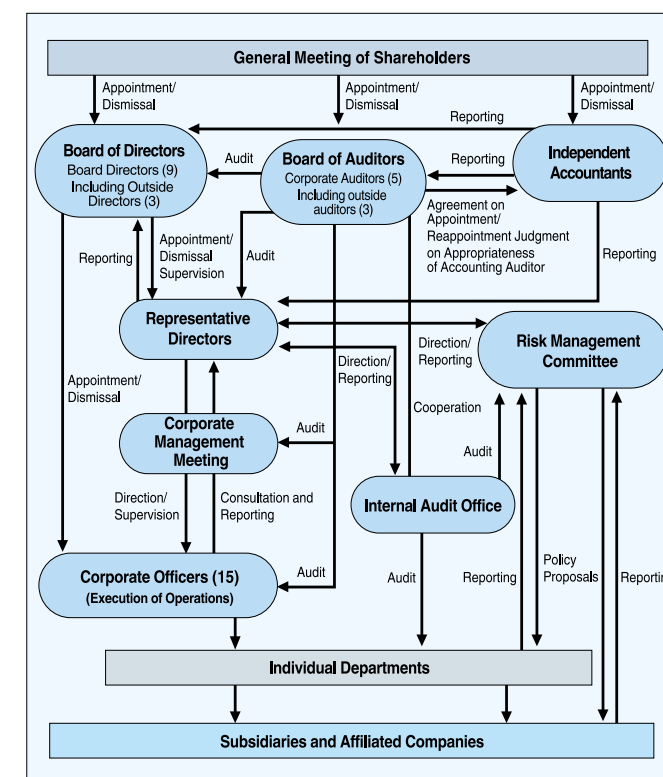 General Meeting of Shareholders
Appointment/
Dismissal
Appointment/
Dismissal
Appointment/
Dismissal
Reporting
Board of Directors
Board Directors (9)
Including Outside
Directors (3)
Audit
Board of Auditors
Corporate Auditors (5)
Including outside
auditors (3)
Reporting
Independent
Accountants
Agreement on
Appointment/
Reappointment Judgment
on Appropriateness
of Accounting Auditor
Reporting
Appointment/
Dismissal
Supervision
Audit
Reporting
Representative
Directors
Direction/
Reporting
Direction/
Reporting
Risk Management
Committee
Appointment/
Dismissal
Cooperation
Corporate
Management
Meeting
Audit
Audit
Direction/
Supervision
Consultation and
Reporting
Internal Audit Office
Corporate Officers (15)
(Execution of Operations)
Audit
Audit
Reporting
Policy
Proposals
Reportin
Individual Departments
Subsidiaries and Affiliated Companies